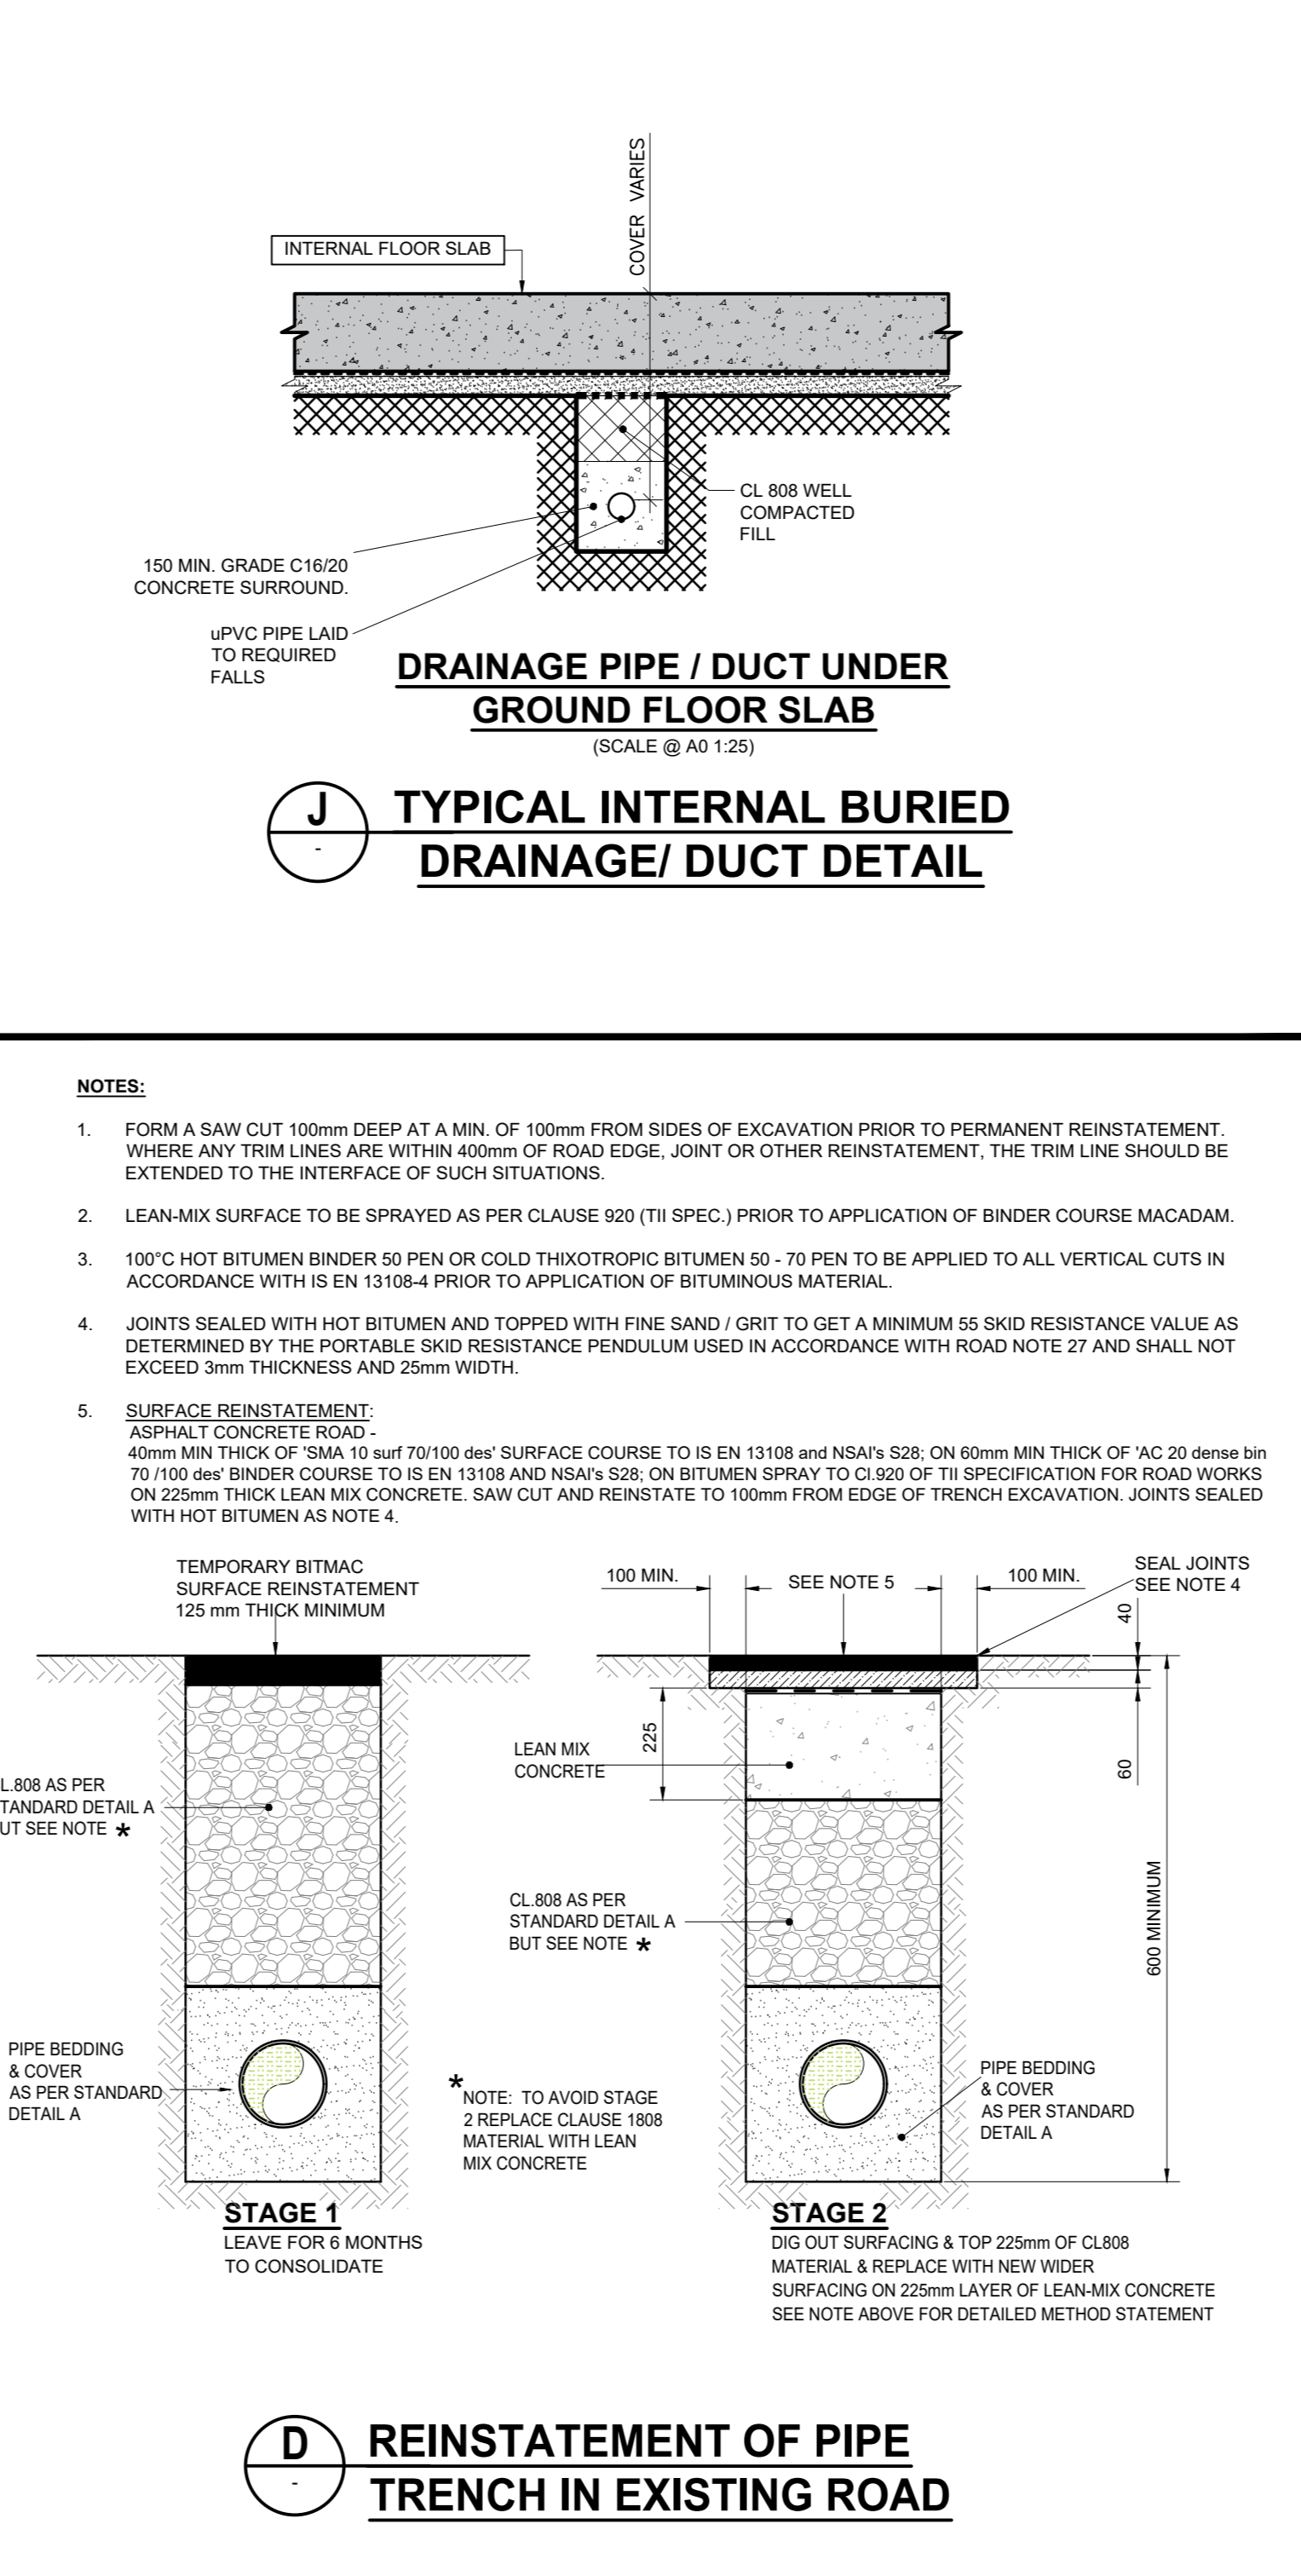 COVER VARIES
INTERNAL FLOOR SLAB
CL 808 WELL
COMPACTED
FILL
150 MIN. GRADE C16/20
CONCRETE SURROUND.
uPVC PIPE LAID
TO REQUIRED
FALLS
DRAINAGE PIPE / DUCT UNDER
GROUND FLOOR SLAB
(SCALE @ A0 1:25)
J
-
TYPICAL INTERNAL BURIED
DRAINAGE/ DUCT DETAIL
NOTES:
1. FORM A SAW CUT 100mm DEEP AT A MIN. OF 100mm FROM SIDES OF EXCAVATION PRIOR TO PERMANENT REINSTATEMENT.
WHERE ANY TRIM LINES ARE WITHIN 400mm OF ROAD EDGE, JOINT OR OTHER REINSTATEMENT, THE TRIM LINE SHOULD BE
EXTENDED TO THE INTERFACE OF SUCH SITUATIONS.
2. LEAN-MIX SURFACE TO BE SPRAYED AS PER CLAUSE 920 (TII SPEC.) PRIOR TO APPLICATION OF BINDER COURSE MACADAM.
3. 100°C HOT BITUMEN BINDER 50 PEN OR COLD THIXOTROPIC BITUMEN 50 - 70 PEN TO BE APPLIED TO ALL VERTICAL CUTS IN
ACCORDANCE WITH IS EN 13108-4 PRIOR TO APPLICATION OF BITUMINOUS MATERIAL.
4. JOINTS SEALED WITH HOT BITUMEN AND TOPPED WITH FINE SAND / GRIT TO GET A MINIMUM 55 SKID RESISTANCE VALUE AS
DETERMINED BY THE PORTABLE SKID RESISTANCE PENDULUM USED IN ACCORDANCE WITH ROAD NOTE 27 AND SHALL NOT
EXCEED 3mm THICKNESS AND 25mm WIDTH.
5. SURFACE REINSTATEMENT:
ASPHALT CONCRETE ROAD -
40mm MIN THICK OF 'SMA 10 surf 70/100 des' SURFACE COURSE TO IS EN 13108 and NSAI's S28; ON 60mm MIN THICK OF 'AC 20 dense bin
70 /100 des' BINDER COURSE TO IS EN 13108 AND NSAI's S28; ON BITUMEN SPRAY TO Cl.920 OF TII SPECIFICATION FOR ROAD WORKS
ON 225mm THICK LEAN MIX CONCRETE. SAW CUT AND REINSTATE TO 100mm FROM EDGE OF TRENCH EXCAVATION. JOINTS SEALED
WITH HOT BITUMEN AS NOTE 4.
TEMPORARY BITMAC
SURFACE REINSTATEMENT
125 mm THICK MINIMUM
L.808 AS PER
TANDARD DETAIL A
UT SEE NOTE *
PIPE BEDDING
& COVER
AS PER STANDARD
DETAIL A
STAGE 1
LEAVE FOR 6 MONTHS
TO CONSOLIDATE
*
NOTE: TO AVOID STAGE
2 REPLACE CLAUSE 1808
MATERIAL WITH LEAN
MIX CONCRETE
100 MIN.
SEE NOTE 5
100 MIN.
SEAL JOINTS
SEE NOTE 4
40
225
LEAN MIX
CONCRETE
60
CL.808 AS PER
STANDARD DETAIL A
BUT SEE NOTE *
600 MINIMUM
PIPE BEDDING
& COVER
AS PER STANDARD
DETAIL A
STAGE 2
DIG OUT SURFACING & TOP 225mm OF CL808
MATERIAL & REPLACE WITH NEW WIDER
SURFACING ON 225mm LAYER OF LEAN-MIX CONCRETE
SEE NOTE ABOVE FOR DETAILED METHOD STATEMENT
D
-
REINSTATEMENT OF PIPE
TRENCH IN EXISTING ROAD